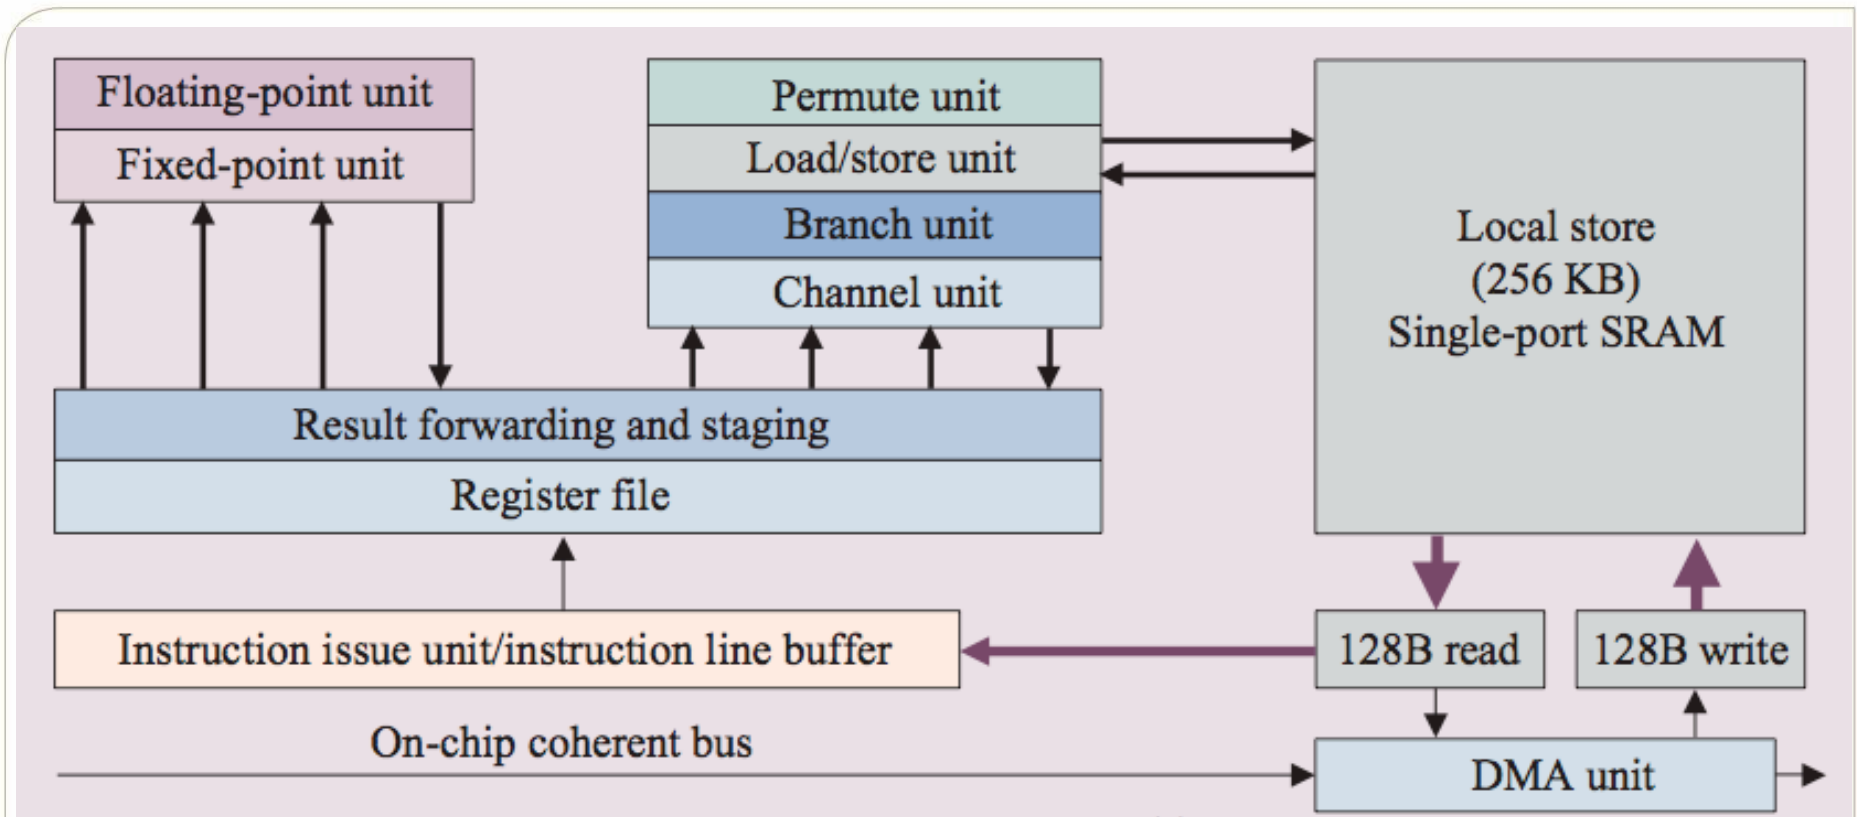 Floating-point unit
Fixed-point unit
Permute unit
Load/store unit
Branch unit
Channel unit
Local store
(256 KB)
Single-port SRAM
Result forwarding and staging
Register file
Instruction issue unit/instruction line buffer
128B read
128B write
On-chip coherent bus
DMA unit